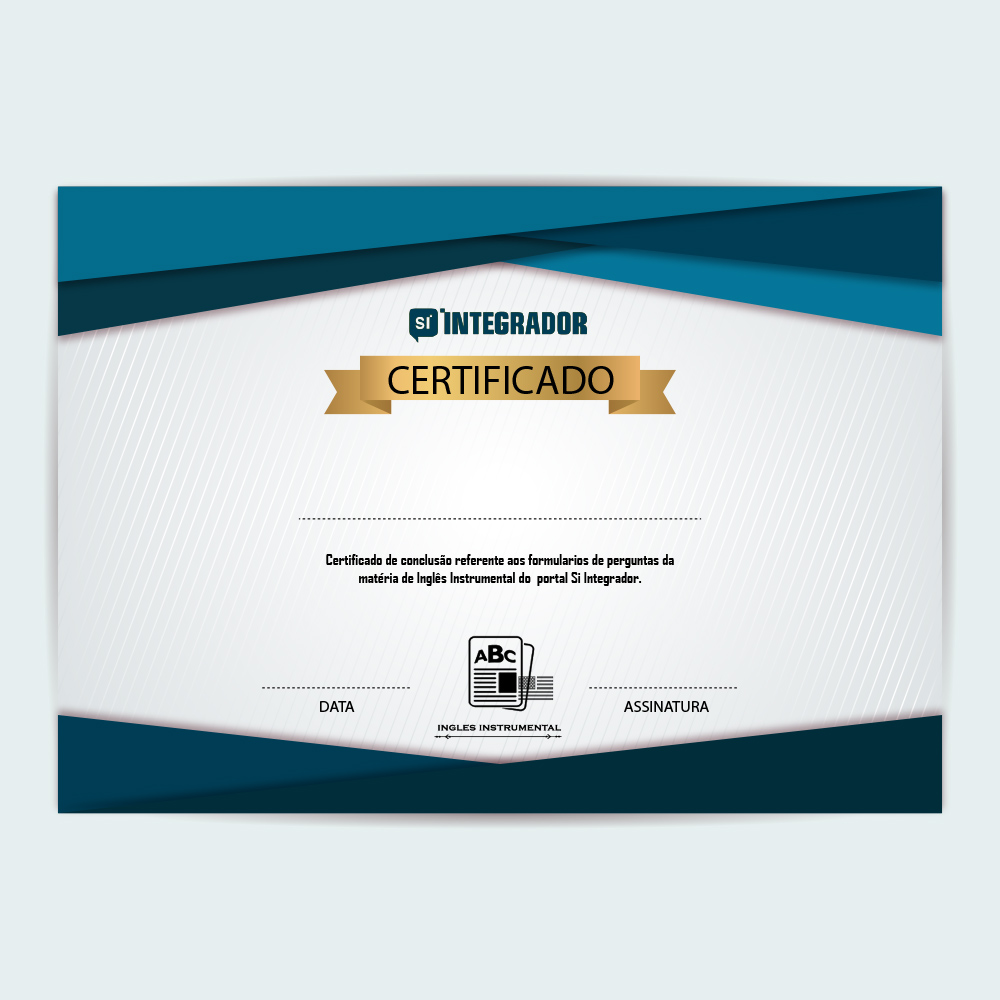 SI INTEGRADOR
CERTIFICADO
Certificado de conclusão referente aos formularios de perguntas da
matéria de Inglês Instrumental do  portal Si Integrador.
ABC
DATA
ASSINATURA
INGLES INSTRUMENTAL